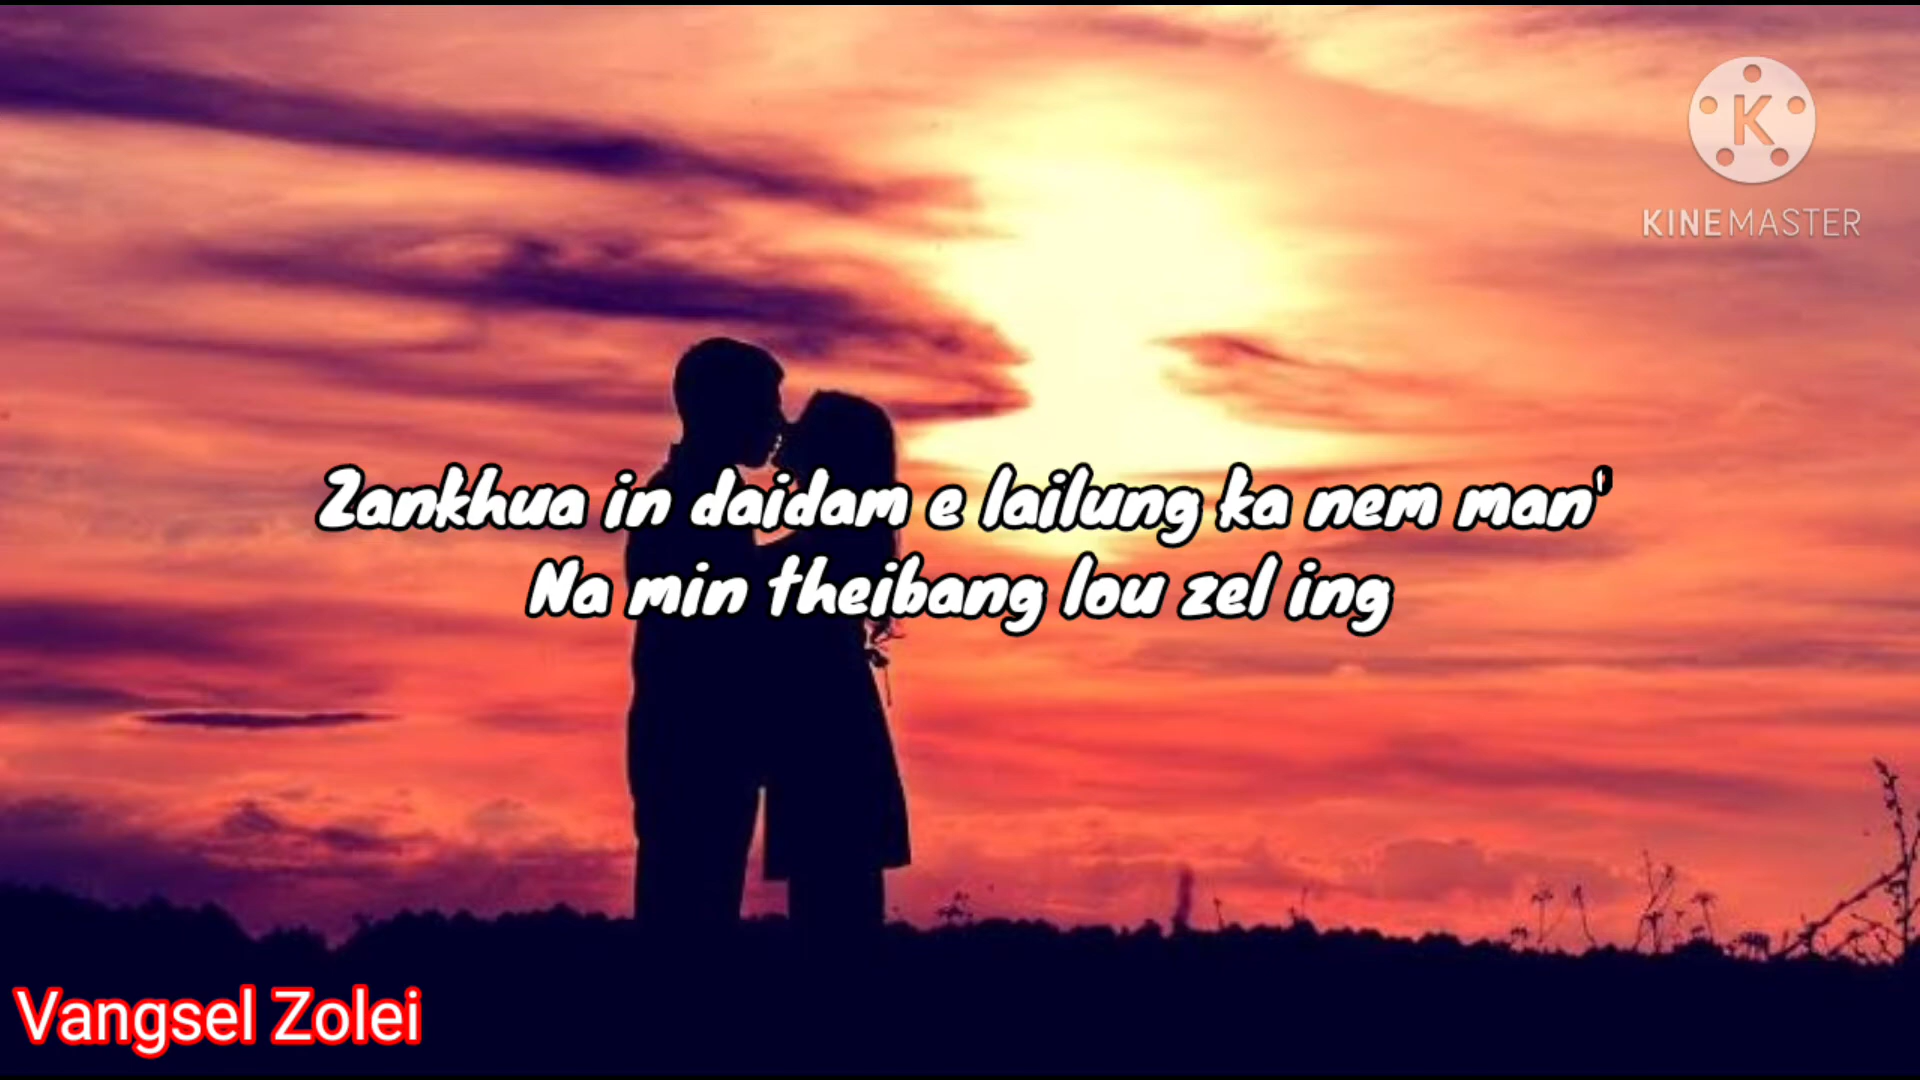 K
KINEMASTER
Zankhua in daidam e lailung ka nem man'
Na min theibang lou zel ing
Vangsel Zolei